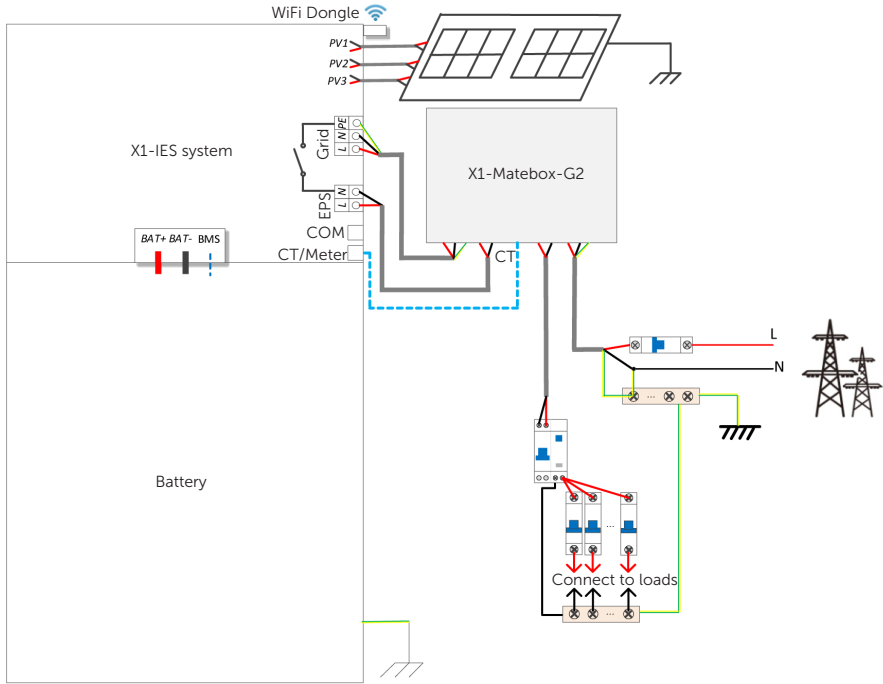 WiFi Dongle
PV1
PV2
PV3
X1-IES system
Grid
PE
N
L
EPS
N
L
COM
CT/Meter
BAT+ BAT- BMS
X1-Matebox-G2
CT
L
N
...
...
Connect to loads
...
Battery